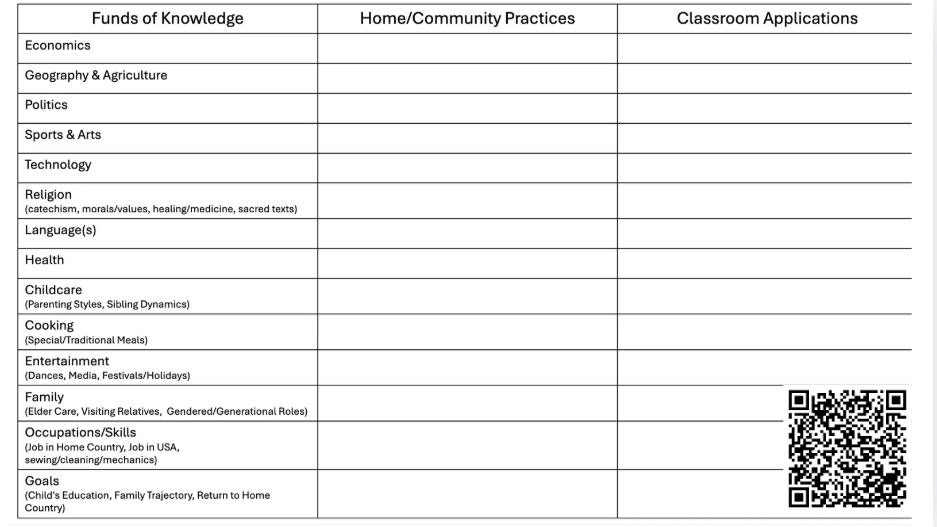 Funds of Knowledge Home/Community Practices Classroom Applications
Economics
Geography & Agriculture
Politics
Sports & Arts
Technology
Religion
(catechism, morals/values, healing/medicine, sacred texts)
Language(s)
Health
Childcare
(Parenting Styles, Sibling Dynamics)
Cooking
(Special/Traditional Meals)
Entertainment
(Dances, Media, Festivals/Holidays)
Family
(Elder Care, Visiting Relatives, Gendered/Generational Roles)
Occupations/Skills
(Job in Home Country, Job in USA,
sewing/cleaning/mechanics)
Goals
(Child's Education, Family Trajectory, Return to Home
Country)